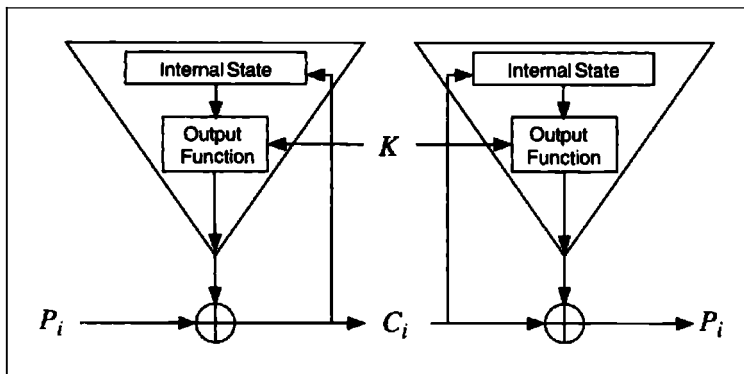 Internal State
Internal State
Output
Function
K
Output
Function
P_i
C_i
P_i